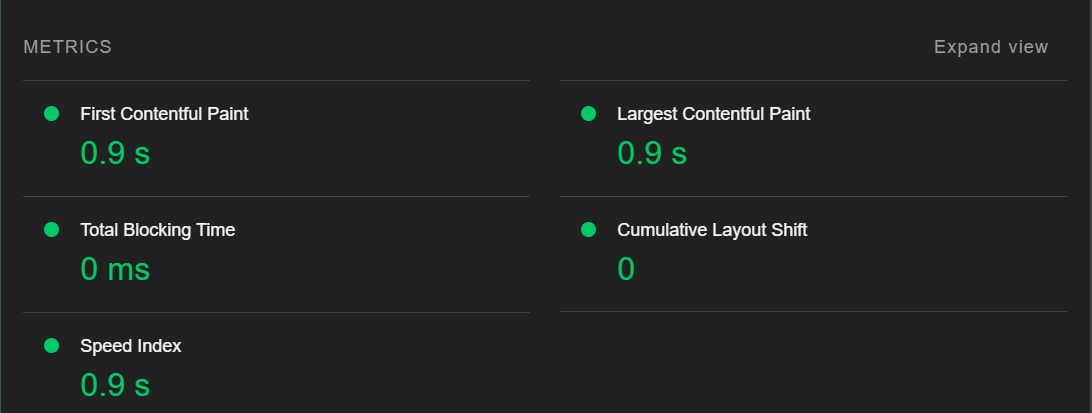 METRICS
Expand view
First Contentful Paint
0.9 s
Largest Contentful Paint
0.9 s
Total Blocking Time
0 ms
Cumulative Layout Shift
0
Speed Index
0.9 s